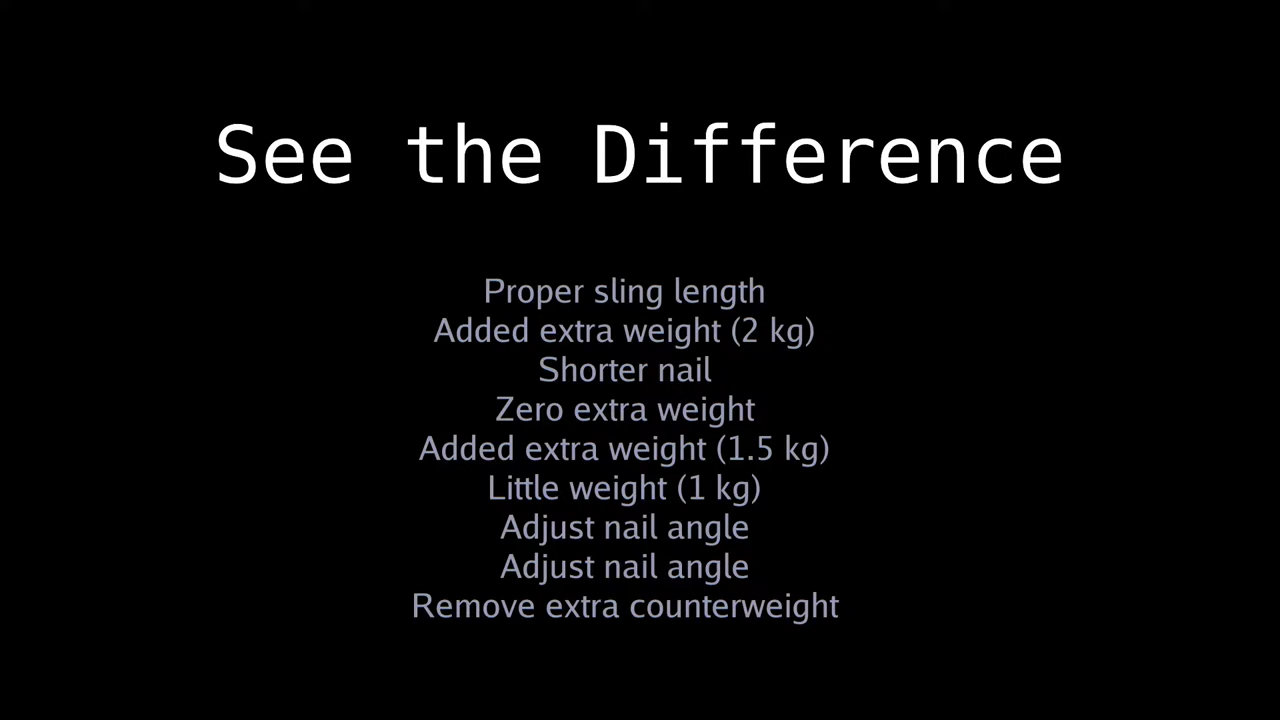 See the Difference
Proper sling length
Added extra weight (2 kg)
Shorter nail
Zero extra weight
Added extra weight (1.5 kg)
Little weight (1 kg)
Adjust nail angle
Adjust nail angle
Remove extra counterweight